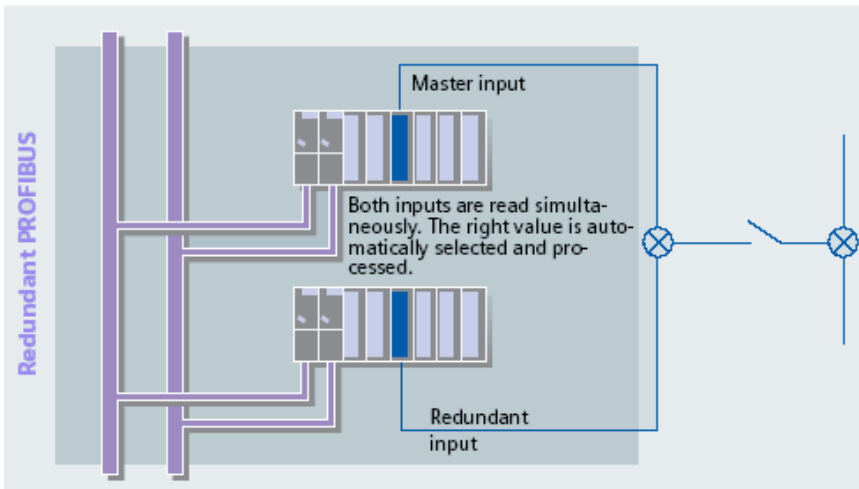 Redundant PROFIBUS
Master input
Both inputs are read simulta-
neously. The right value is auto-
matically selected and pro-
cessed.
Redundant
input